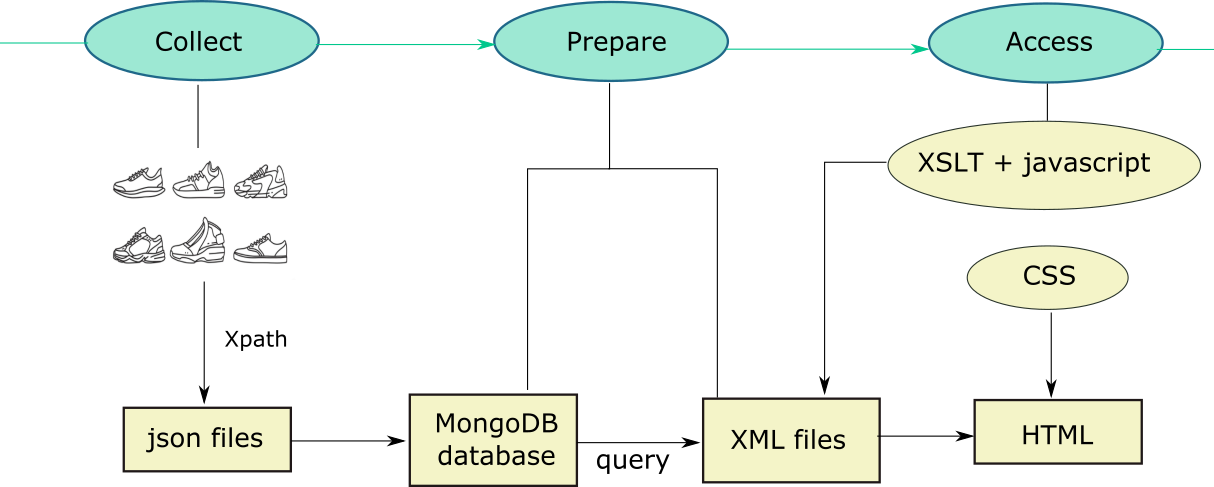 Collect
Prepare
Access
XSLT + javascript
CSS
Xpath
json files
MongoDB
database
query
XML files
HTML